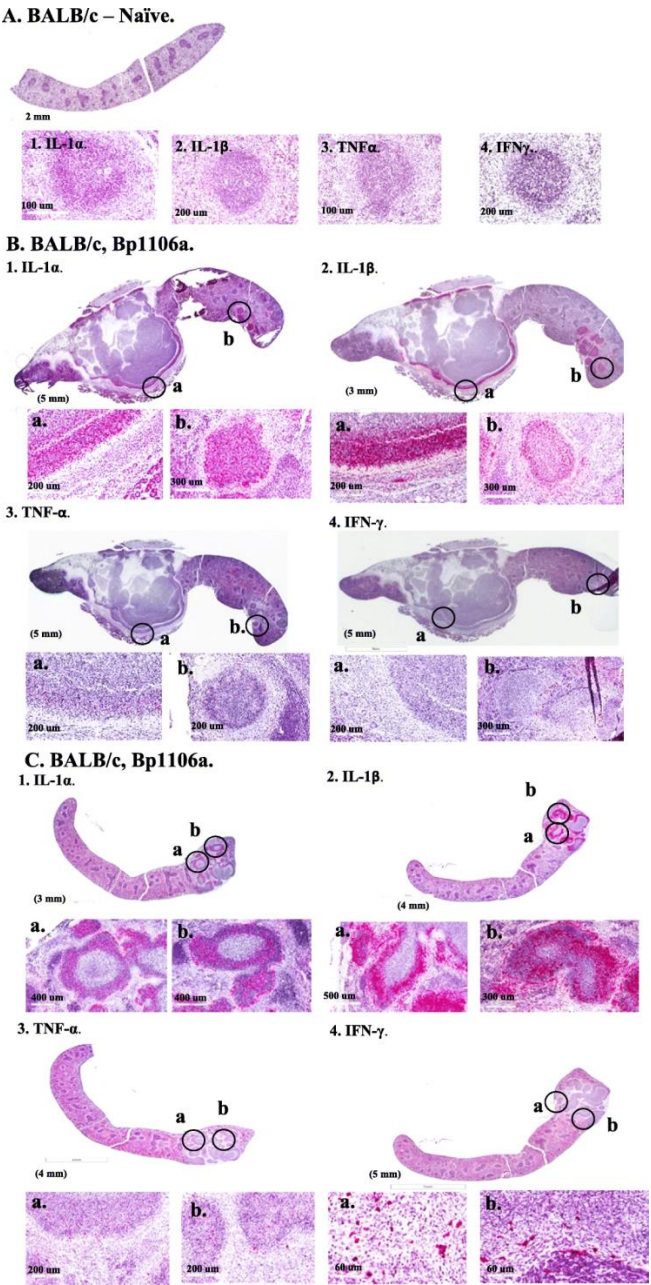 A. BALB/c – Naïve.
2 mm
1. IL-1α.
2. IL-1β.
3. TNFα.
4. IFNγ..
100 um
200 um
100 um
200 um
B. BALB/c, Bp1106a.
1. IL-1α.
2. IL-1β.
b
a
(5 mm)
b
a
(3 mm)
a.
b.
a.
b.
200 um
300 um
200 um
300 um
3. TNF-α.
4. IFN-γ.
b.
a
(5 mm)
b
a
(5 mm)
a.
b.
a.
b.
200 um
200 um
200 um
300 um
C. BALB/c, Bp1106a.
1. IL-1α.
2. IL-1β.
b
a
(3 mm)
b
a
(4 mm)
a.
b.
a.
b.
400 um
400 um
500 um
300 um
3. TNF-α.
4. IFN-γ.
a
b
(4 mm)
a
b
(5 mm)
a.
b.
a.
b.
200 um
200 um
60 um
60 um